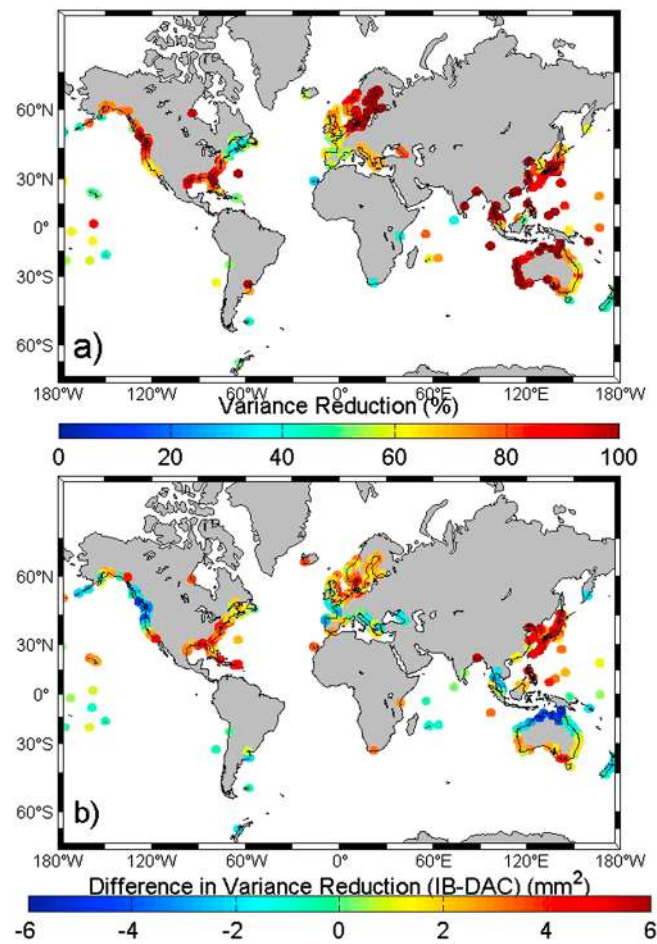 60°N
30°N
0°
30°S
60°S
a)
180°W 120°W 60°W 0° 60°E 120°E 180°W
Variance Reduction (%)
0 20 40 60 80 100
60°N
30°N
0°
30°S
60°S
b)
180°W 120°W 60°W 0° 60°E 120°E 180°W
Difference in Variance Reduction (IB-DAC) (mm²)
-6 -4 -2 0 2 4 6